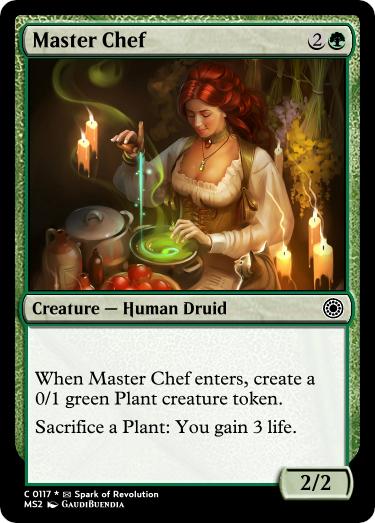 Master Chef 2
Creature — Human Druid
When Master Chef enters, create a
0/1 green Plant creature token.
Sacrifice a Plant: You gain 3 life.
2/2
C 0117 * Spark of Revolution
MS2 GaudiBuendia